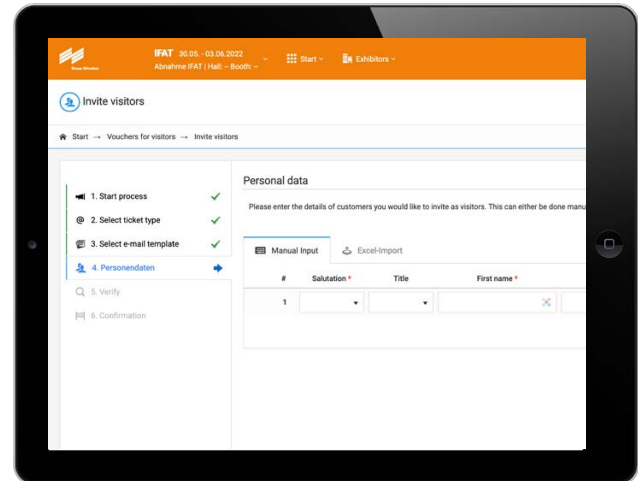 IFAT 30.05. - 03.06.2022
Abnahme IFAT | Hall: – Booth: –
Start
Exhibitors
Messe München
Invite visitors
Start → Vouchers for visitors → Invite visitors
1. Start process
2. Select ticket type
3. Select e-mail template
4. Personendaten
5. Verify
6. Confirmation
Personal data
Please enter the details of customers you would like to invite as visitors. This can either be done manu
Manual Input
Excel-Import
# Salutation * Title First name *
1